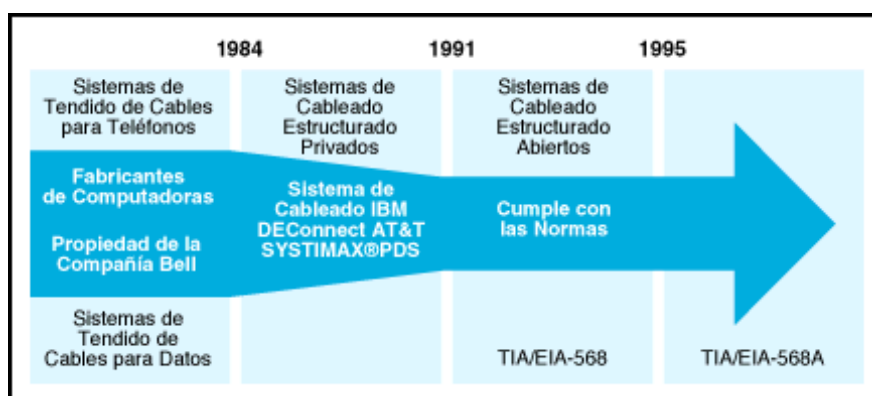 1984
1991
1995
Sistemas de
Tendido de Cables
para Teléfonos
Sistemas de
Cableado
Estructurado
Privados
Sistemas de
Cableado
Estructurado
Abiertos
Fabricantes
de Computadoras
Propiedad de la
Compañía Bell
Sistema de
Cableado IBM
DEConnect AT&T
SYSTIMAX®PDS
Cumple con
las Normas
Sistemas de
Tendido de
Cables para Datos
TIA/EIA-568
TIA/EIA-568A